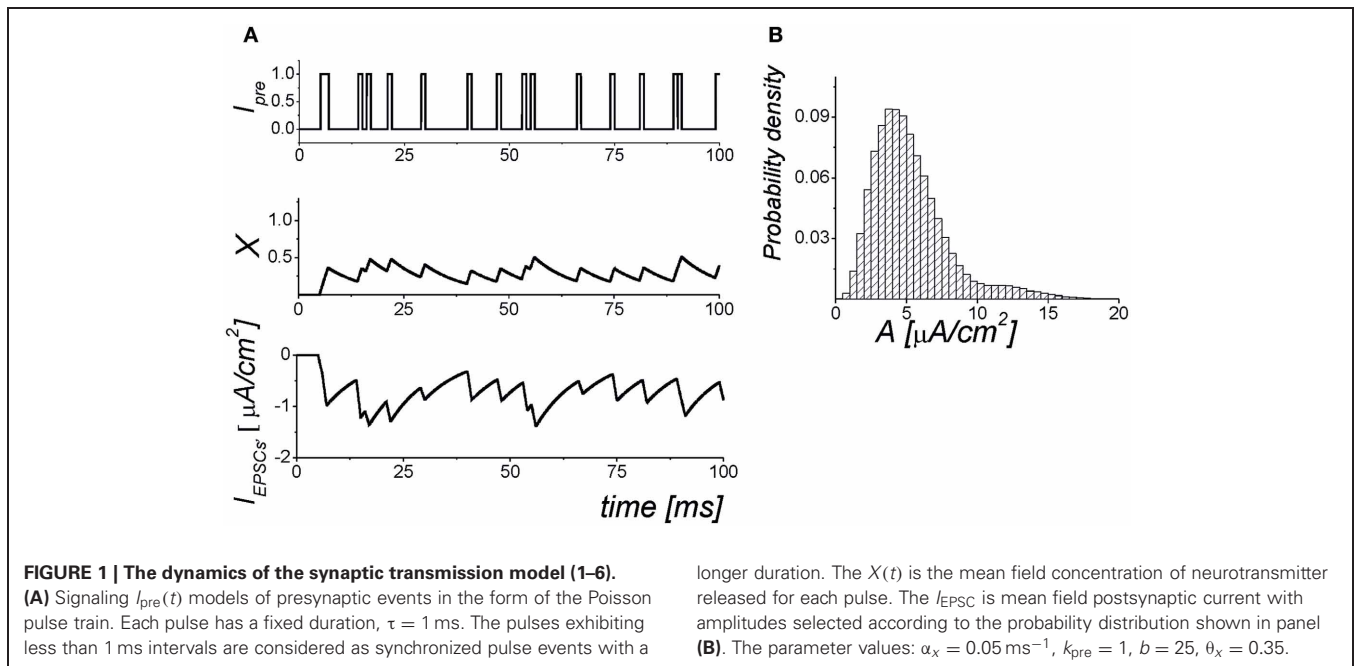 A
I_pre
1.0
0.5
0.0
0
25
50
75
100
X
1.0
0.5
0
25
50
75
100
I_EPSCs, [ μA/cm²]
0
-1
-2
0
25
50
75
100
time [ms]
B
Probability density
0.09
0.06
0.03
0
5
10
15
20
A [μA/cm²]
FIGURE 1 | The dynamics of the synaptic transmission model (1–6).
(A) Signaling I_pre(t) models of presynaptic events in the form of the Poisson
pulse train. Each pulse has a fixed duration, τ = 1 ms. The pulses exhibiting
less than 1 ms intervals are considered as synchronized pulse events with a
longer duration. The X(t) is the mean field concentration of neurotransmitter
released for each pulse. The I_EPSC is mean field postsynaptic current with
amplitudes selected according to the probability distribution shown in panel
(B). The parameter values: α_x = 0.05 ms⁻¹, k_pre = 1, b = 25, θ_x = 0.35.